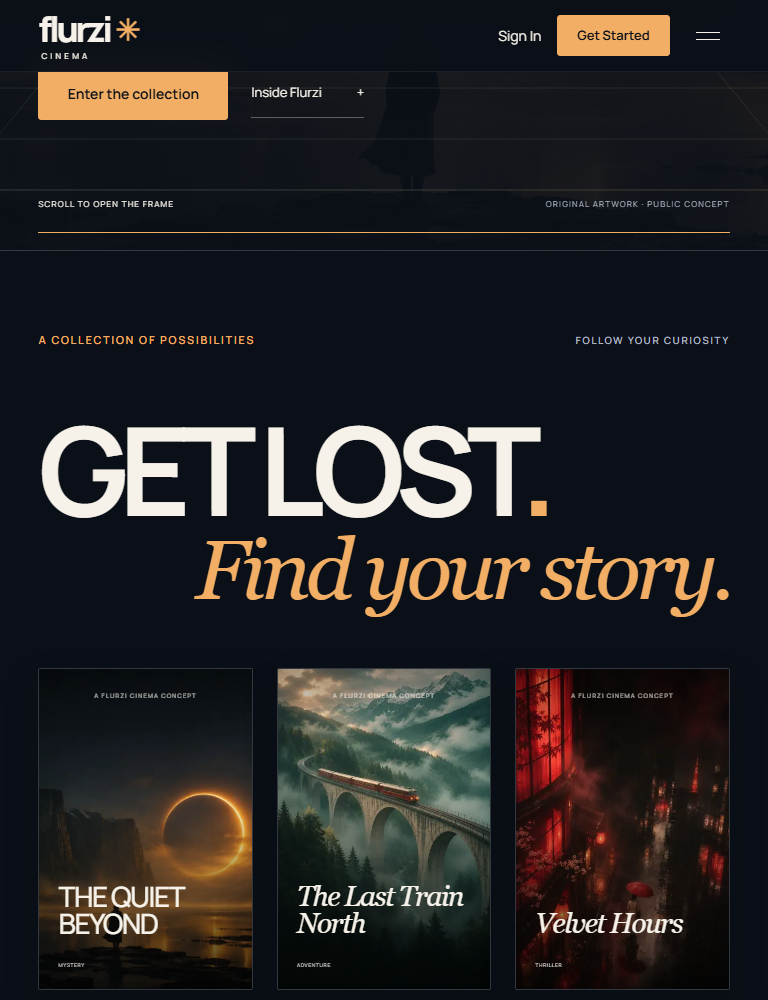 flurzi
CINEMA
Sign In
Get Started
Enter the collection
Inside Flurzi +
SCROLL TO OPEN THE FRAME
ORIGINAL ARTWORK · PUBLIC CONCEPT
A COLLECTION OF POSSIBILITIES
FOLLOW YOUR CURIOSITY
GET LOST.
Find your story.
A FLURZI CINEMA CONCEPT
THE QUIET
BEYOND
MYSTERY
A FLURZI CINEMA CONCEPT
The Last Train
North
ADVENTURE
A FLURZI CINEMA CONCEPT
Velvet Hours
THRILLER